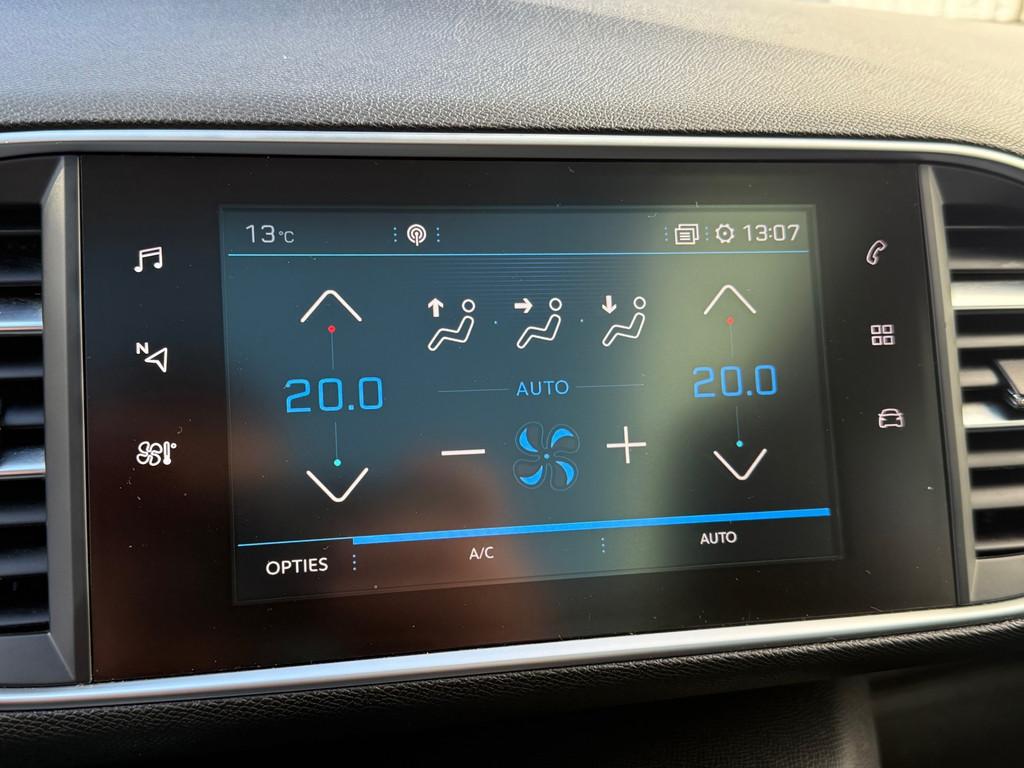 13°C
13:07
N
20.0
AUTO
20.0
OPTIES
A/C
AUTO